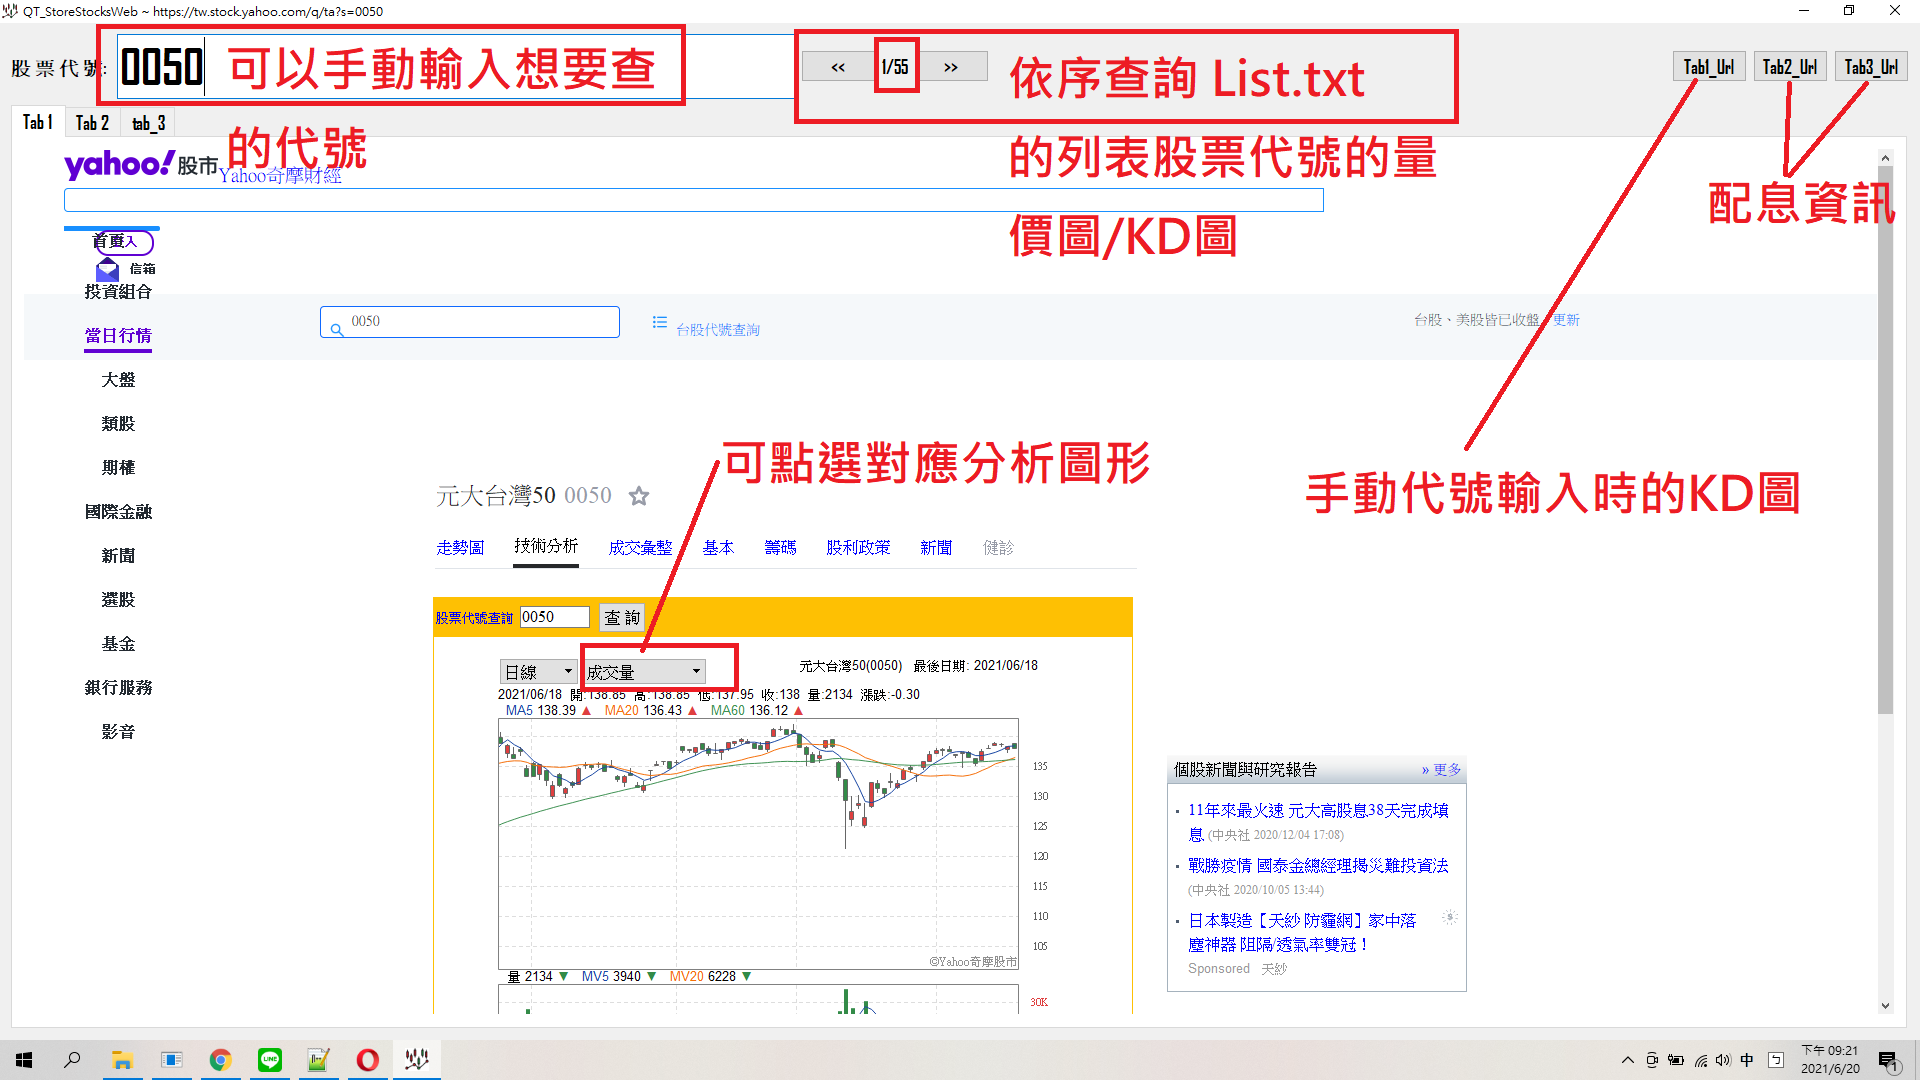 QT_StoreStocksWeb ~ https://tw.stock.yahoo.com/q/ta?s=0050
股票代號: 0050 可以手動輸入想要查
的代號
<< 1/55 >>
依序查詢 List.txt
的列表股票代號的量
價圖/KD圖
Tab1_Url Tab2_Url Tab3_Url
配息資訊
手動代號輸入時的KD圖
Tab 1 Tab 2 tab_3
yahoo! 股市 Yahoo奇摩財經
首頁
信箱
投資組合
當日行情
大盤
類股
期權
國際金融
新聞
選股
基金
銀行服務
影音
0050 台股代號查詢 台股、美股皆已收盤 更新
可點選對應分析圖形
元大台灣50 0050
走勢圖 技術分析 成交彙整 基本 籌碼 股利政策 新聞 健診
股票代號查詢 0050 查 詢
日線 成交量 元大台灣50(0050) 最後日期: 2021/06/18
2021/06/18 開:138.85 高:138.85 低:137.95 收:138 量:2134 漲跌:-0.30
MA5 138.39 ▲ MA20 136.43 ▲ MA60 136.12 ▲
135
130
125
120
115
110
105
©Yahoo奇摩股市
量 2134 ▼ MV5 3940 ▼ MV20 6228 ▼
30K
個股新聞與研究報告 » 更多
11年來最火速 元大高股息38天完成填
息 (中央社 2020/12/04 17:08)
戰勝疫情 國泰金總經理揭災難投資法
(中央社 2020/10/05 13:44)
日本製造【天紗 防霾網】家中落
塵神器 阻隔/透氣率雙冠！
Sponsored 天紗
中
下午 09:21
2021/6/20
1